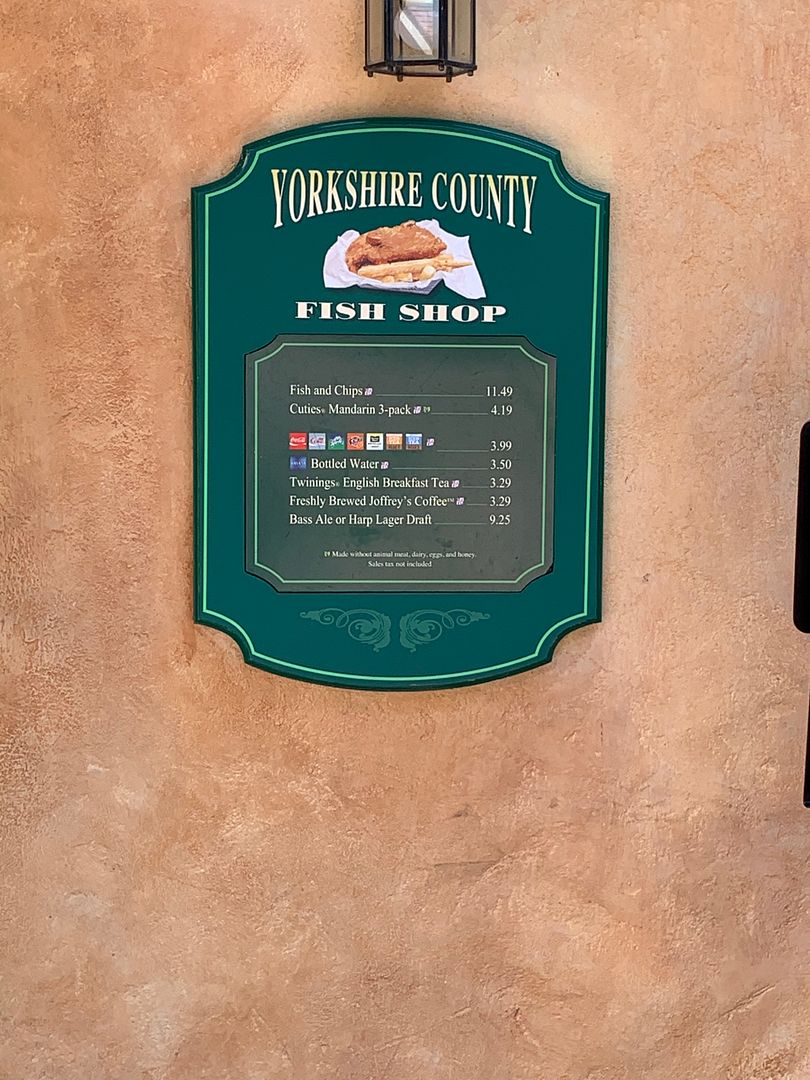 YORKSHIRE COUNTY
FISH SHOP
Fish and Chips 11.49
Cuties® Mandarin 3-pack 4.19
3.99
Bottled Water 3.50
Twinings® English Breakfast Tea 3.29
Freshly Brewed Joffrey's Coffee™ 3.29
Bass Ale or Harp Lager Draft 9.25
Made without animal meat, dairy, eggs, and honey.
Sales tax not included